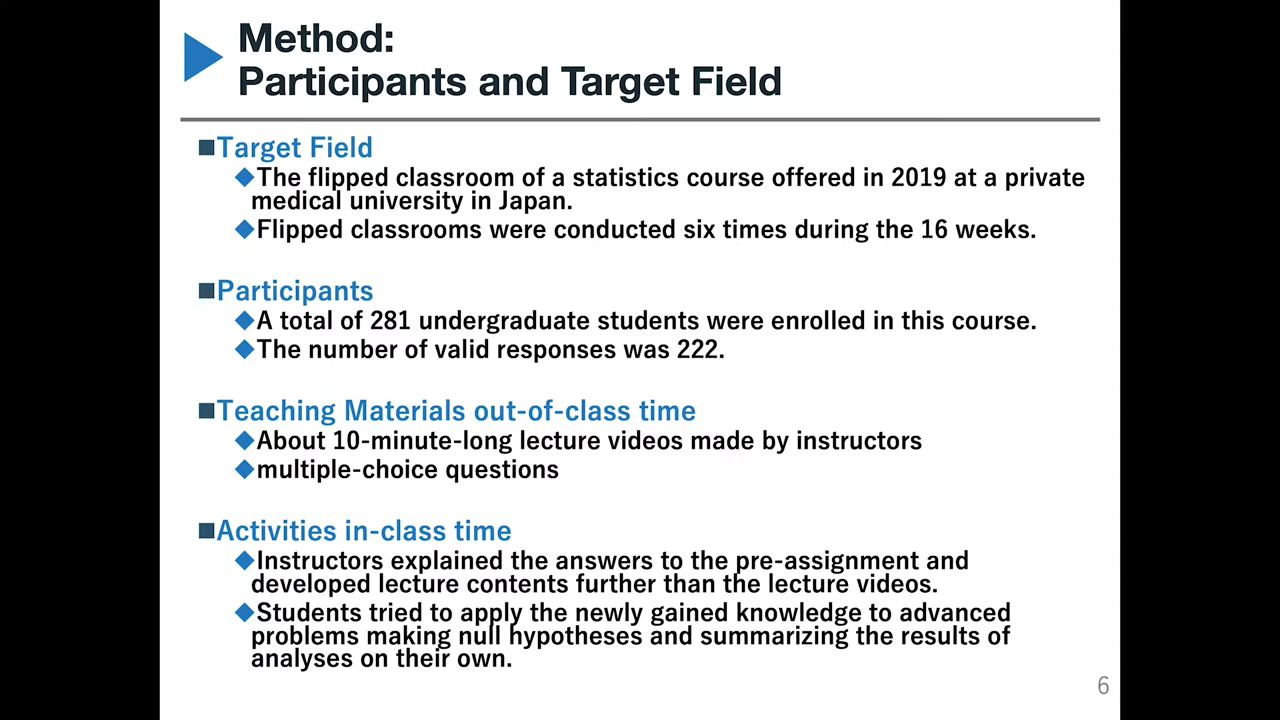 Method:
Participants and Target Field
Target Field
The flipped classroom of a statistics course offered in 2019 at a private
medical university in Japan.
Flipped classrooms were conducted six times during the 16 weeks.
Participants
A total of 281 undergraduate students were enrolled in this course.
The number of valid responses was 222.
Teaching Materials out-of-class time
About 10-minute-long lecture videos made by instructors
multiple-choice questions
Activities in-class time
Instructors explained the answers to the pre-assignment and
developed lecture contents further than the lecture videos.
Students tried to apply the newly gained knowledge to advanced
problems making null hypotheses and summarizing the results of
analyses on their own.
6